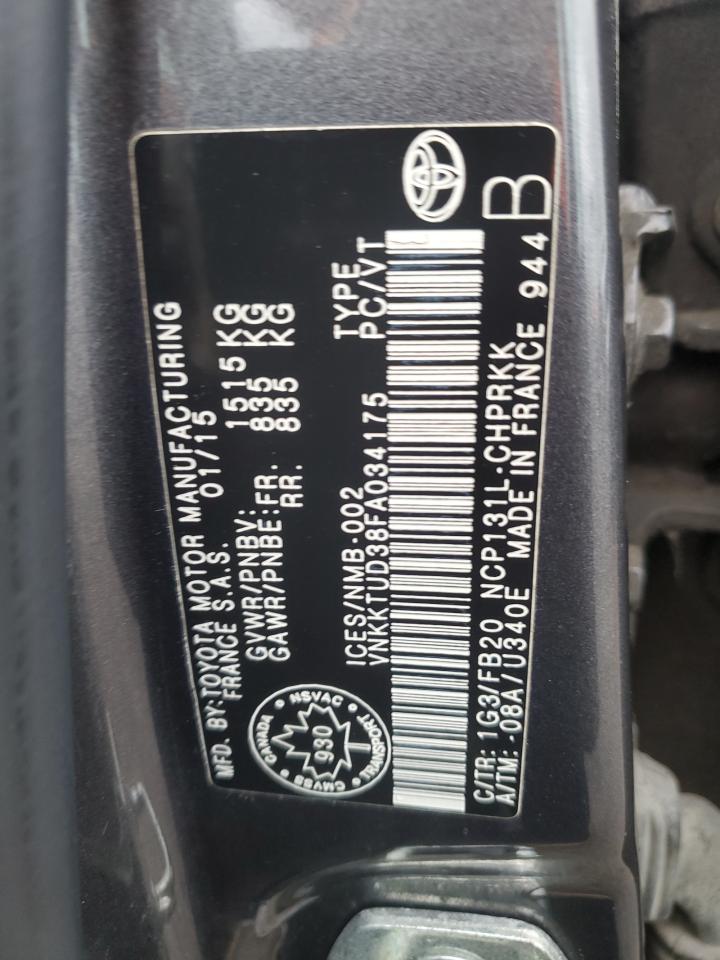 MFD. BY:TOYOTA MOTOR MANUFACTURING
FRANCE S.A.S. 01/15
GVWR/PNBV: 1515 KG
GAWR/PNBE:FR. 835 KG
RR. 835 KG
CANADA NSVAC
930
TRANSPORT CMVSS
ICES/NMB-002 TYPE
VNKKTUD38FA034175 PC/VT
C/TR: 1G3/FB20 NCP131L-CHPRKK
A/TM: -08A/U340E MADE IN FRANCE 944
B